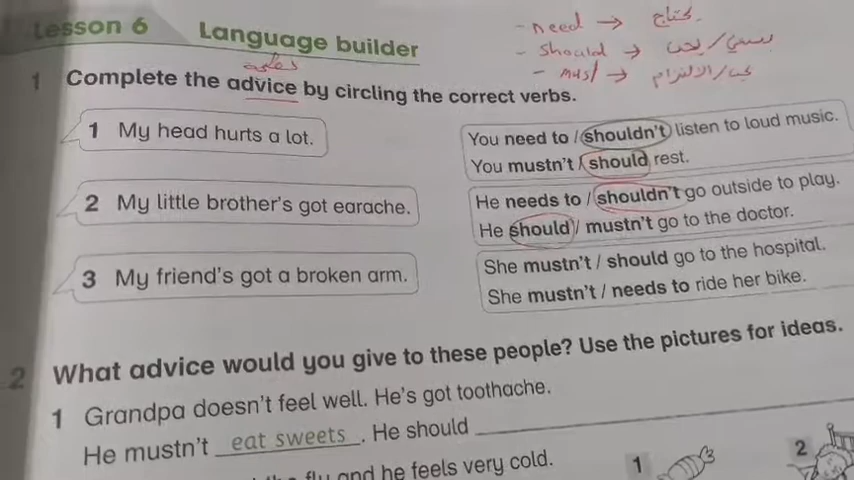 Lesson 6 Language builder
- need → يحتاج
- should → ينبغي / يجب
- must → يجب / الالتزام
نصيحة
1 Complete the advice by circling the correct verbs.
1 My head hurts a lot.
You need to / shouldn't listen to loud music.
You mustn't / should rest.
2 My little brother's got earache.
He needs to / shouldn't go outside to play.
He should / mustn't go to the doctor.
3 My friend's got a broken arm.
She mustn't / should go to the hospital.
She mustn't / needs to ride her bike.
2 What advice would you give to these people? Use the pictures for ideas.
1 Grandpa doesn't feel well. He's got toothache.
He mustn't eat sweets. He should
flu and he feels very cold.
1
2